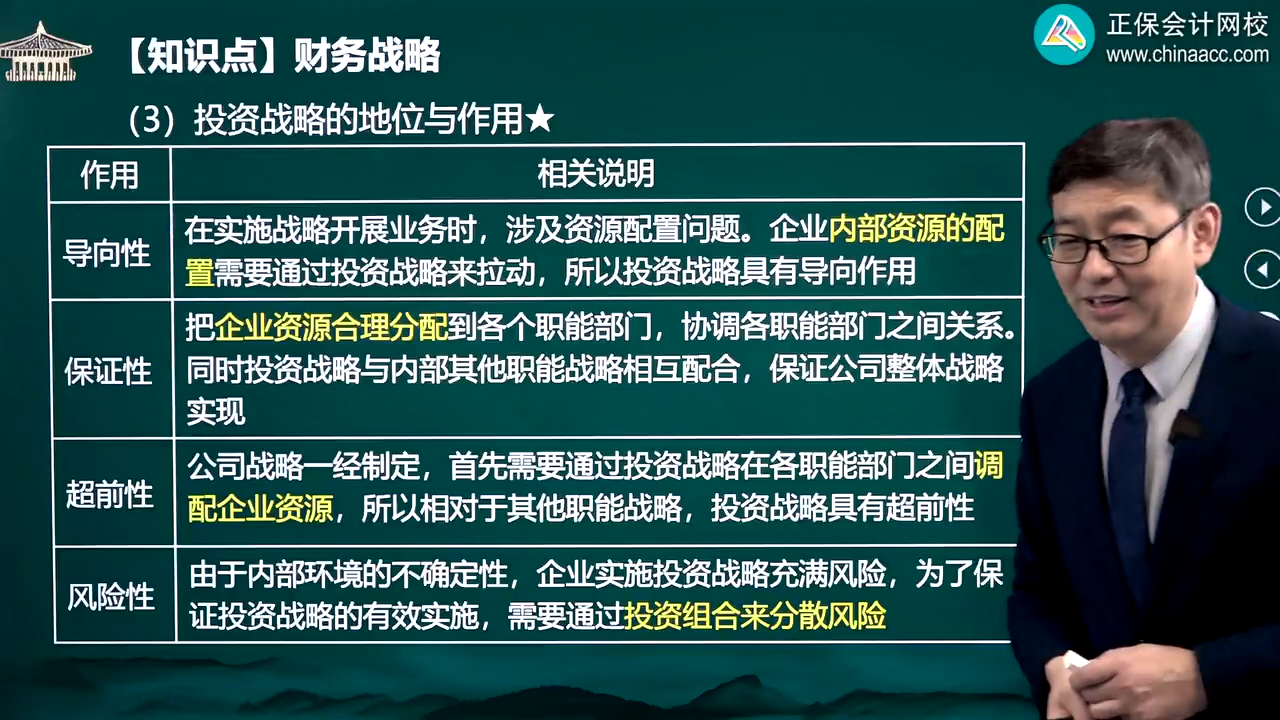 【知识点】财务战略
正保会计网校
www.chinaacc.com
（3）投资战略的地位与作用★
作用
相关说明
导向性
在实施战略开展业务时，涉及资源配置问题。企业内部资源的配
置需要通过投资战略来拉动，所以投资战略具有导向作用
保证性
把企业资源合理分配到各个职能部门，协调各职能部门之间关系。
同时投资战略与内部其他职能战略相互配合，保证公司整体战略
实现
超前性
公司战略一经制定，首先需要通过投资战略在各职能部门之间调
配企业资源，所以相对于其他职能战略，投资战略具有超前性
风险性
由于内部环境的不确定性，企业实施投资战略充满风险，为了保
证投资战略的有效实施，需要通过投资组合来分散风险